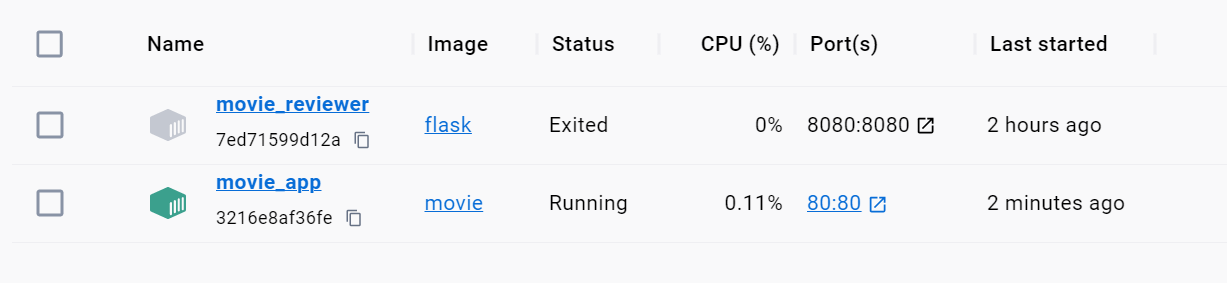 Name Image Status CPU (%) Port(s) Last started
movie_reviewer
7ed71599d12a
flask Exited 0% 8080:8080 2 hours ago
movie_app
3216e8af36fe
movie Running 0.11% 80:80 2 minutes ago